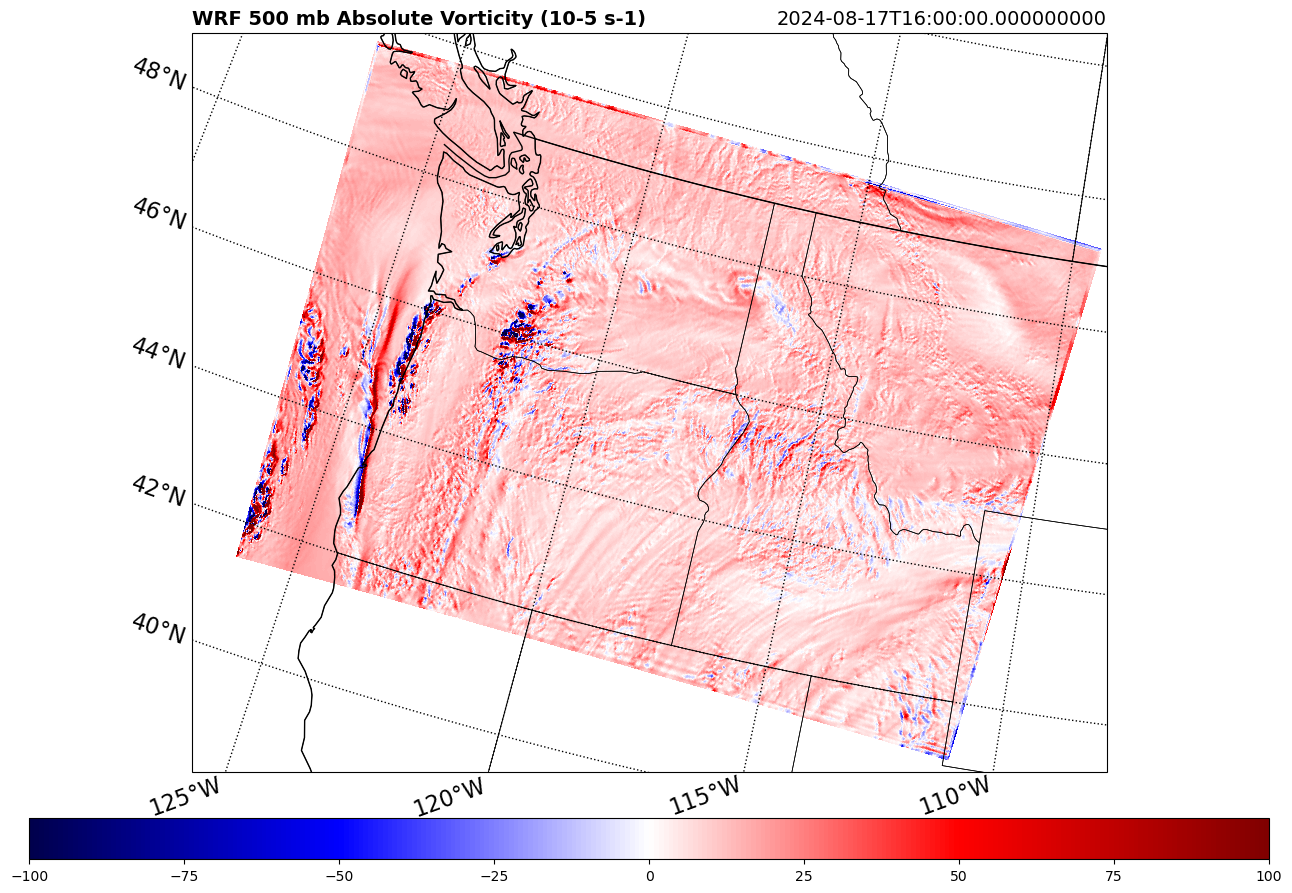 WRF 500 mb Absolute Vorticity (10-5 s-1)
2024-08-17T16:00:00.000000000
48°N
46°N
44°N
42°N
40°N
125°W
120°W
115°W
110°W
−100
−75
−50
−25
0
25
50
75
100